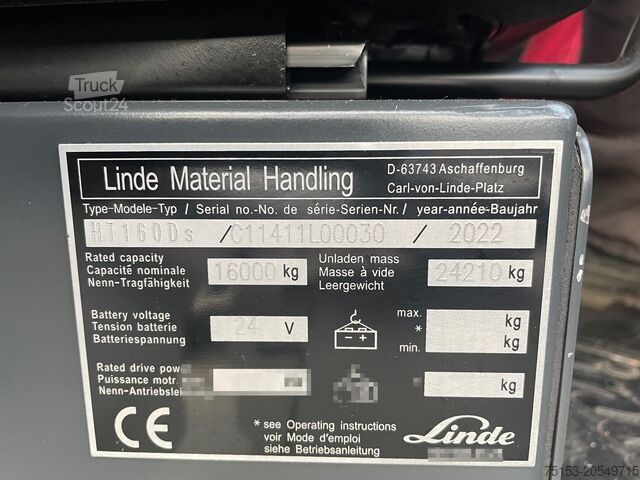 Truck
Scout24
Linde Material Handling
D-63743 Aschaffenburg
Carl-von-Linde-Platz
Type-Modele-Typ / Serial no.-No. de série-Serien-Nr. / year-année-Baujahr
HT160Ds / C11411L00030 / 2022
Rated capacity
Capacité nominale
Nenn-Tragfähigkeit
16000 kg
Unladen mass
Masse à vide
Leergewicht
24210 kg
Battery voltage
Tension batterie
Batteriespannung
24 V
- +
max. kg
*
min. kg
Rated drive pow
Puissance motr.
Nenn-Antriebslei
kg
CE
* see Operating instructions
voir Mode d'emploi
siehe Betriebsanleitung
Linde
75153-20549715